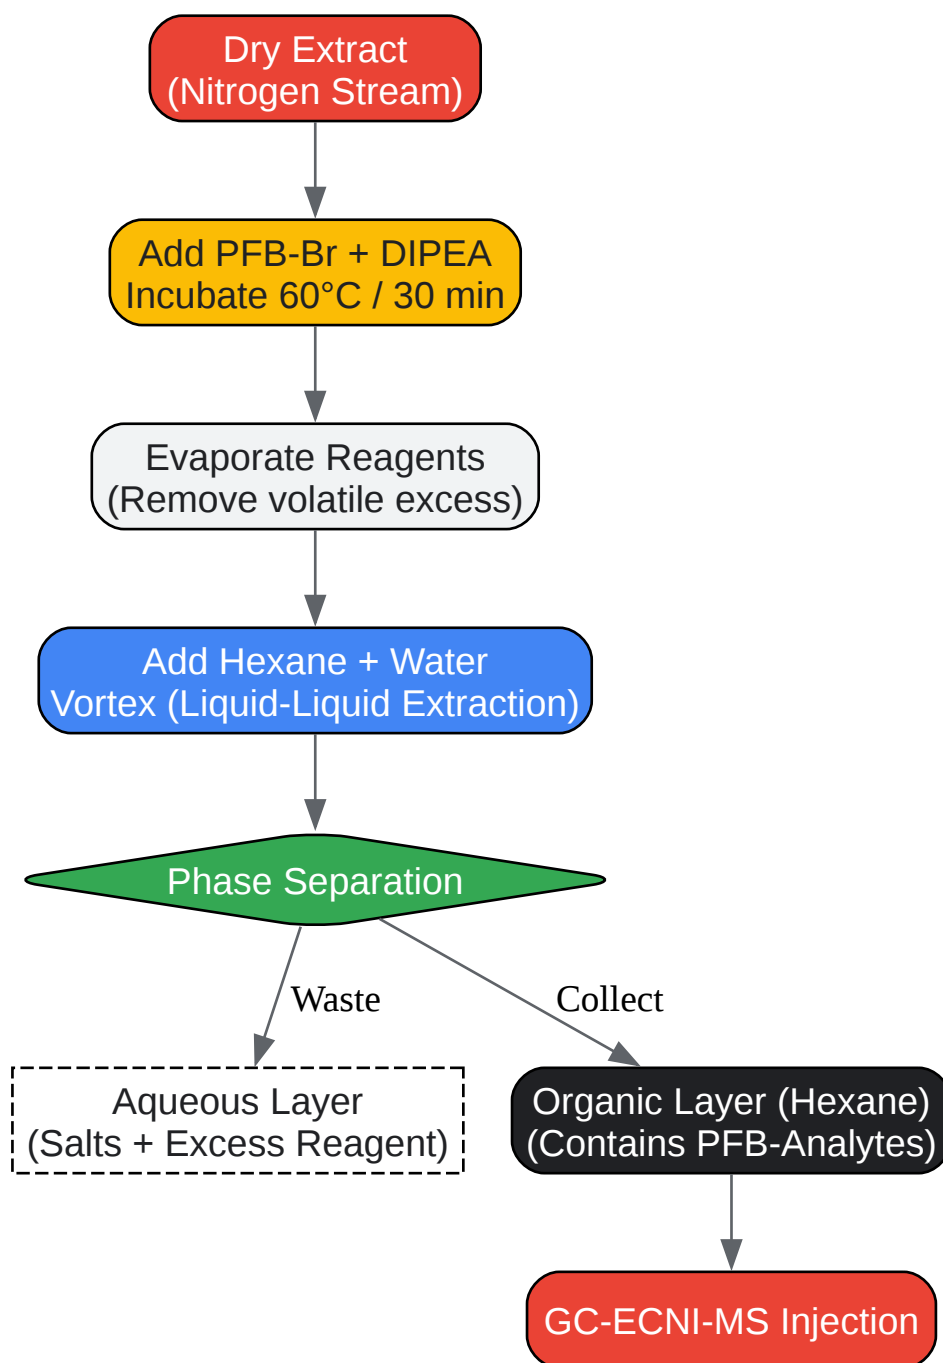 Dry Extract
(Nitrogen Stream)
Add PFB-Br + DIPEA
Incubate 60°C / 30 min
Evaporate Reagents
(Remove volatile excess)
Add Hexane + Water
Vortex (Liquid-Liquid Extraction)
Phase Separation
Waste
Collect
Aqueous Layer
(Salts + Excess Reagent)
Organic Layer (Hexane)
(Contains PFB-Analytes)
GC-ECNI-MS Injection